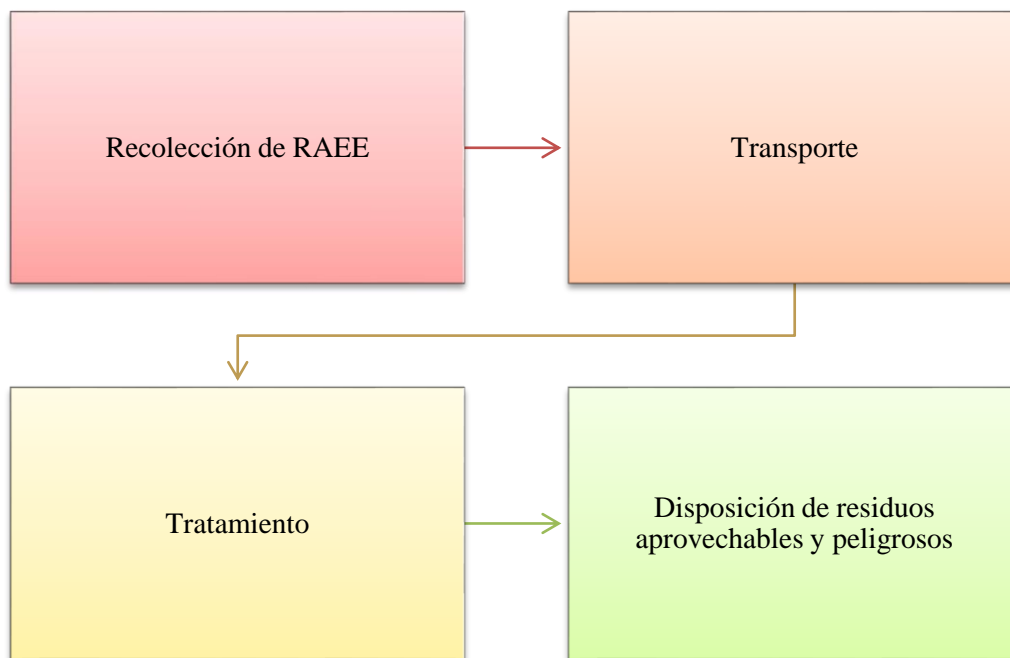 Recolección de RAEE
Transporte
Tratamiento
Disposición de residuos
aprovechables y peligrosos